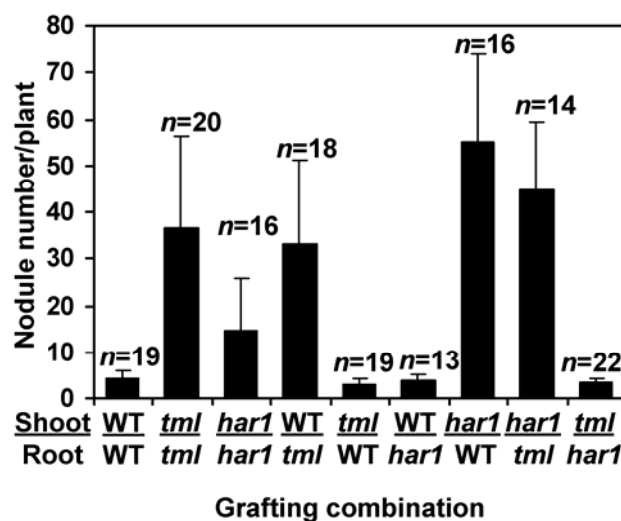 Nodule number/plant
80
70
60
50
40
30
20
10
0
n=19
n=20
n=16
n=18
n=19
n=13
n=16
n=14
n=22
Shoot WT tml har1 WT tml WT har1 har1 tml
Root WT tml har1 tml WT har1 WT tml har1
Grafting combination